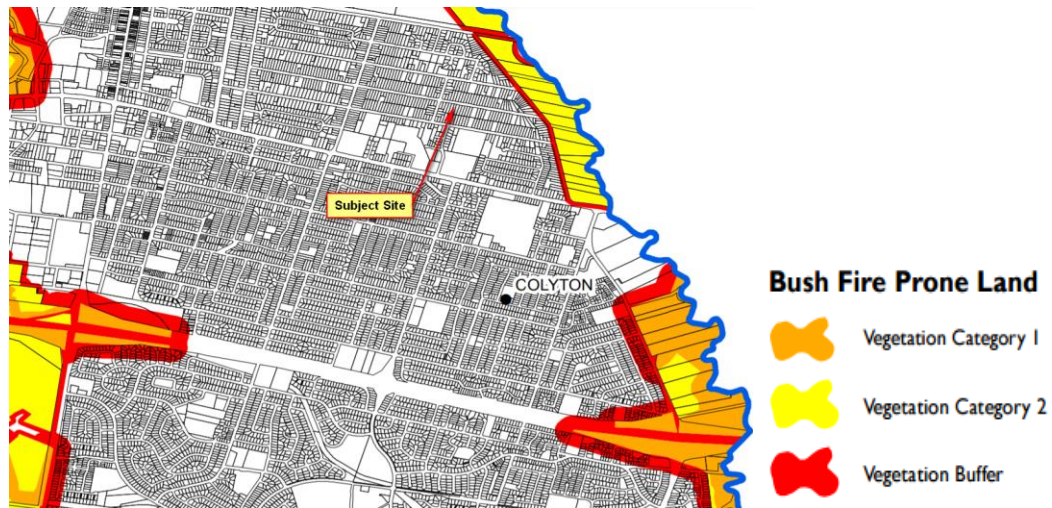 Subject Site
COLYTON
Bush Fire Prone Land
Vegetation Category 1
Vegetation Category 2
Vegetation Buffer